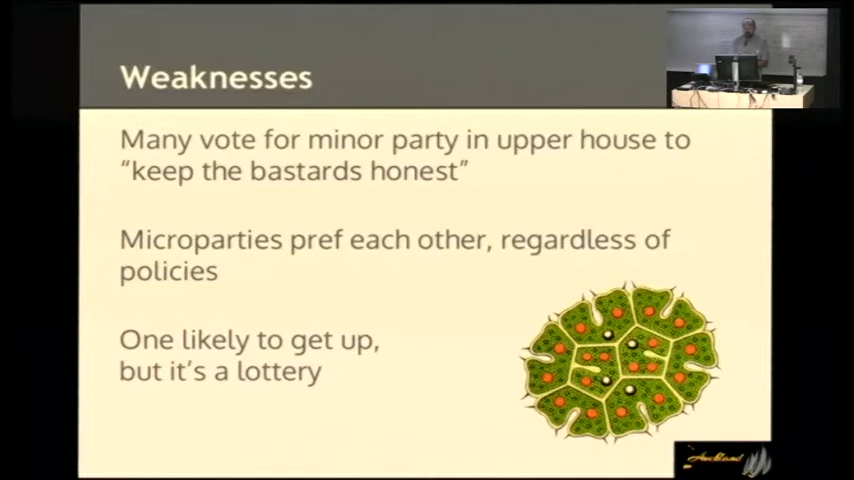 Weaknesses
Many vote for minor party in upper house to
“keep the bastards honest”
Microparties pref each other, regardless of
policies
One likely to get up,
but it's a lottery
Auckland